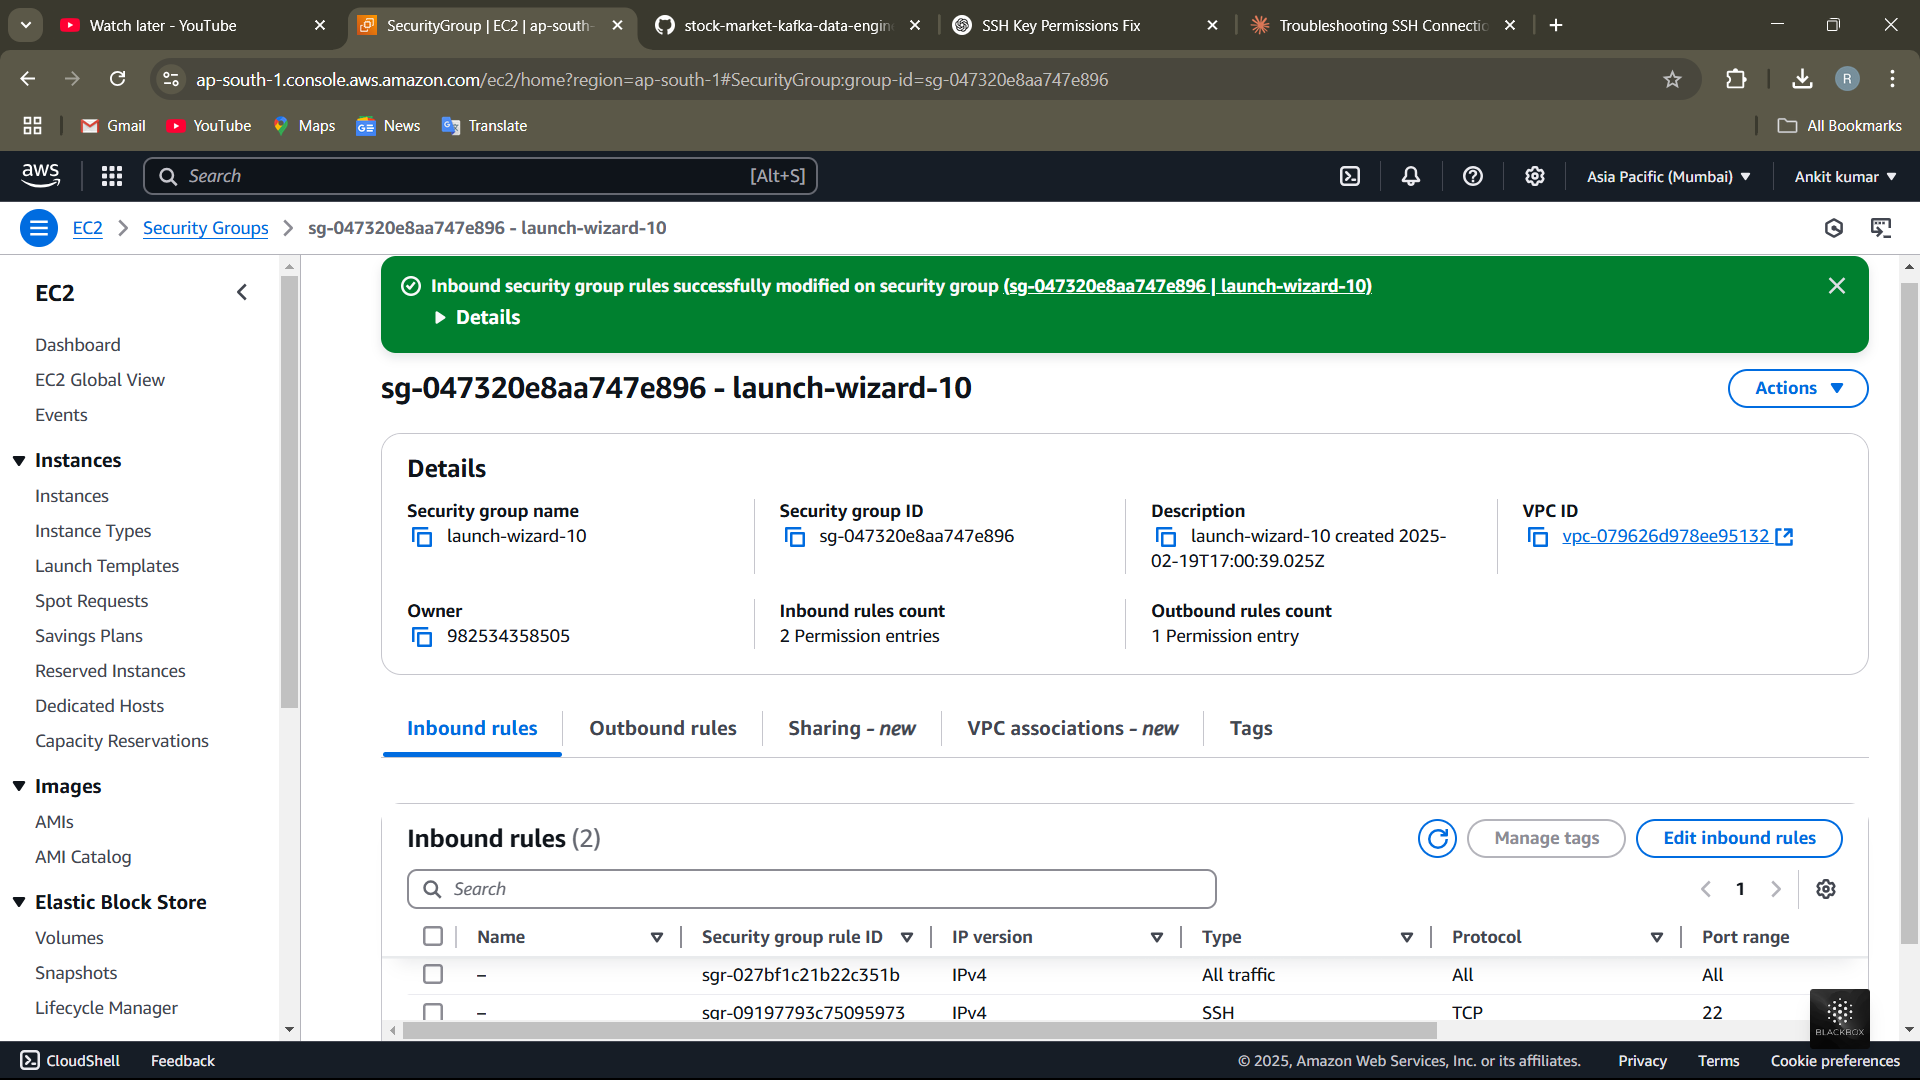 Watch later - YouTube
SecurityGroup | EC2 | ap-south-
stock-market-kafka-data-engin
SSH Key Permissions Fix
Troubleshooting SSH Connectio
ap-south-1.console.aws.amazon.com/ec2/home?region=ap-south-1#SecurityGroup:group-id=sg-047320e8aa747e896
R
Gmail
YouTube
Maps
News
Translate
All Bookmarks
aws
Search
[Alt+S]
Asia Pacific (Mumbai)
Ankit kumar
EC2
Security Groups
sg-047320e8aa747e896 - launch-wizard-10
EC2
Dashboard
EC2 Global View
Events
Instances
Instances
Instance Types
Launch Templates
Spot Requests
Savings Plans
Reserved Instances
Dedicated Hosts
Capacity Reservations
Images
AMIs
AMI Catalog
Elastic Block Store
Volumes
Snapshots
Lifecycle Manager
Inbound security group rules successfully modified on security group (sg-047320e8aa747e896 | launch-wizard-10)
Details
sg-047320e8aa747e896 - launch-wizard-10
Actions
Details
Security group name
launch-wizard-10
Security group ID
sg-047320e8aa747e896
Description
launch-wizard-10 created 2025-
02-19T17:00:39.025Z
VPC ID
vpc-079626d978ee95132
Owner
982534358505
Inbound rules count
2 Permission entries
Outbound rules count
1 Permission entry
Inbound rules
Outbound rules
Sharing - new
VPC associations - new
Tags
Inbound rules (2)
Manage tags
Edit inbound rules
Search
1
Name
Security group rule ID
IP version
Type
Protocol
Port range
– sgr-027bf1c21b22c351b IPv4 All traffic All All
– sgr-09197793c75095973 IPv4 SSH TCP 22
BLACKBOX
CloudShell
Feedback
© 2025, Amazon Web Services, Inc. or its affiliates.
Privacy
Terms
Cookie preferences